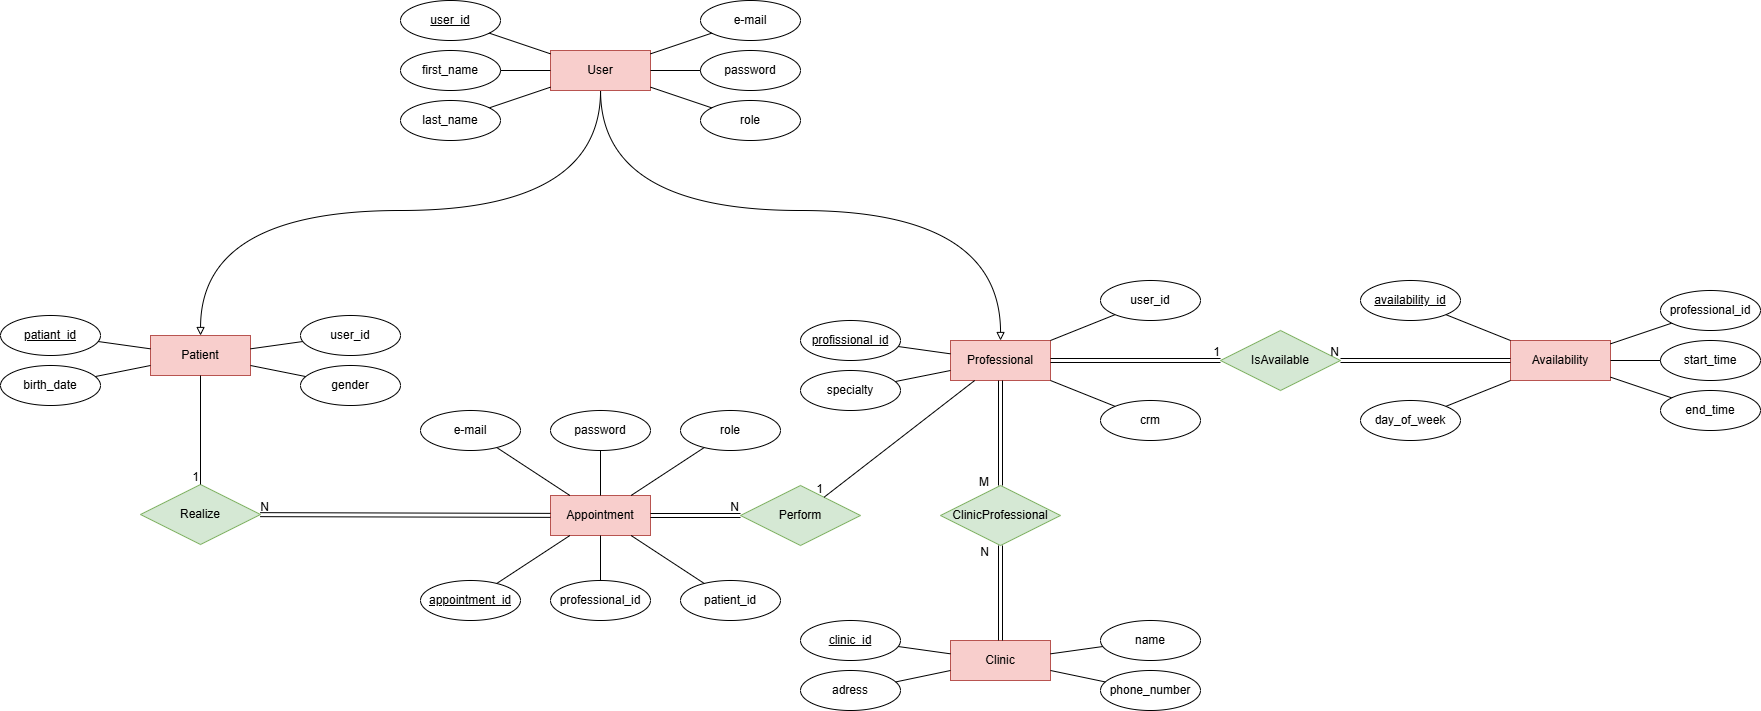 user_id
e-mail
first_name
User
password
last_name
role
patiant_id
Patient
user_id
birth_date
gender
user_id
profissional_id
Professional
specialty
crm
1
IsAvailable
N
availability_id
Availability
professional_id
start_time
day_of_week
end_time
e-mail
password
role
1
Realize
N
Appointment
N
1
Perform
M
ClinicProfessional
N
appointment_id
professional_id
patient_id
clinic_id
Clinic
name
adress
phone_number